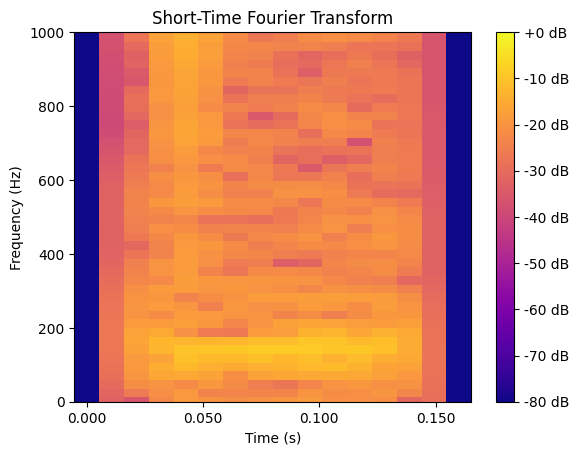 Short-Time Fourier Transform
Frequency (Hz)
1000
800
600
400
200
0
0.000
0.050
0.100
0.150
Time (s)
+0 dB
-10 dB
-20 dB
-30 dB
-40 dB
-50 dB
-60 dB
-70 dB
-80 dB